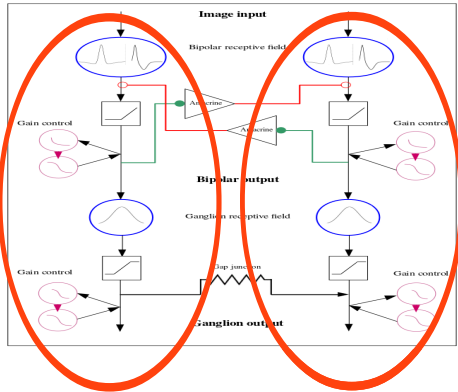 Image input
Bipolar receptive field
Amacrine
Gain control
Gain control
Amacrine
Bipolar output
Ganglion receptive field
Gap junction
Gain control
Gain control
Ganglion output